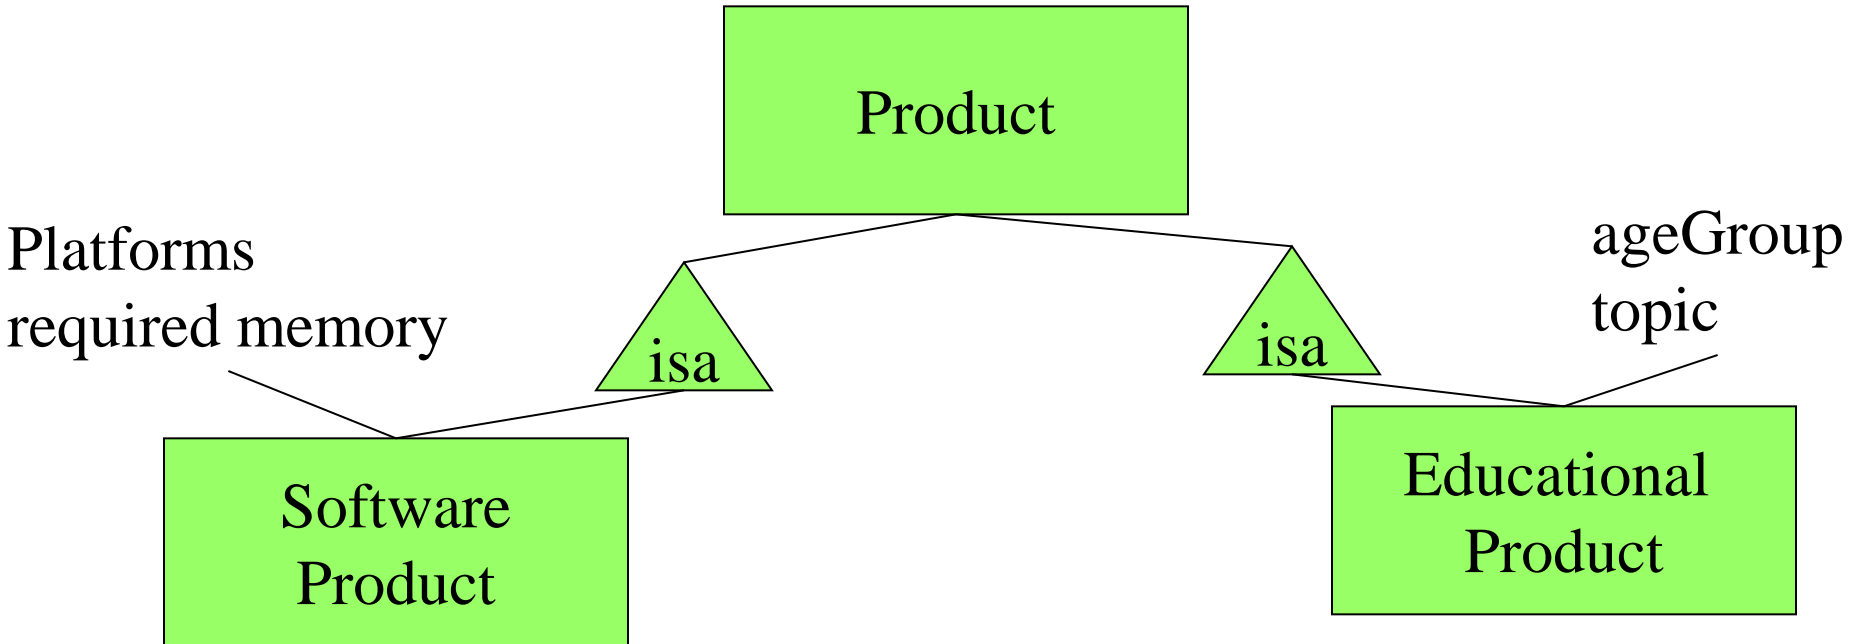 Product
Platforms
required memory
isa
isa
ageGroup
topic
Software
Product
Educational
Product